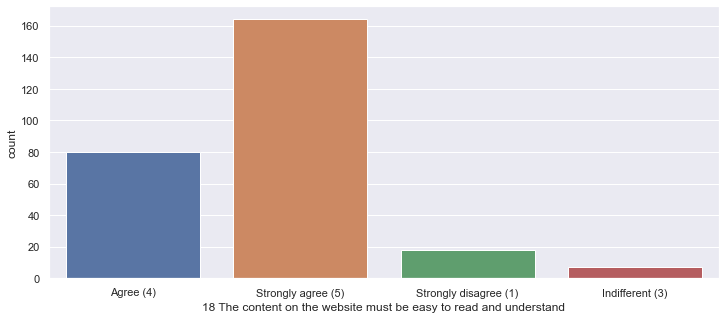 160
140
120
100
80
60
40
20
0
count
Agree (4)
Strongly agree (5)
Strongly disagree (1)
Indifferent (3)
18 The content on the website must be easy to read and understand